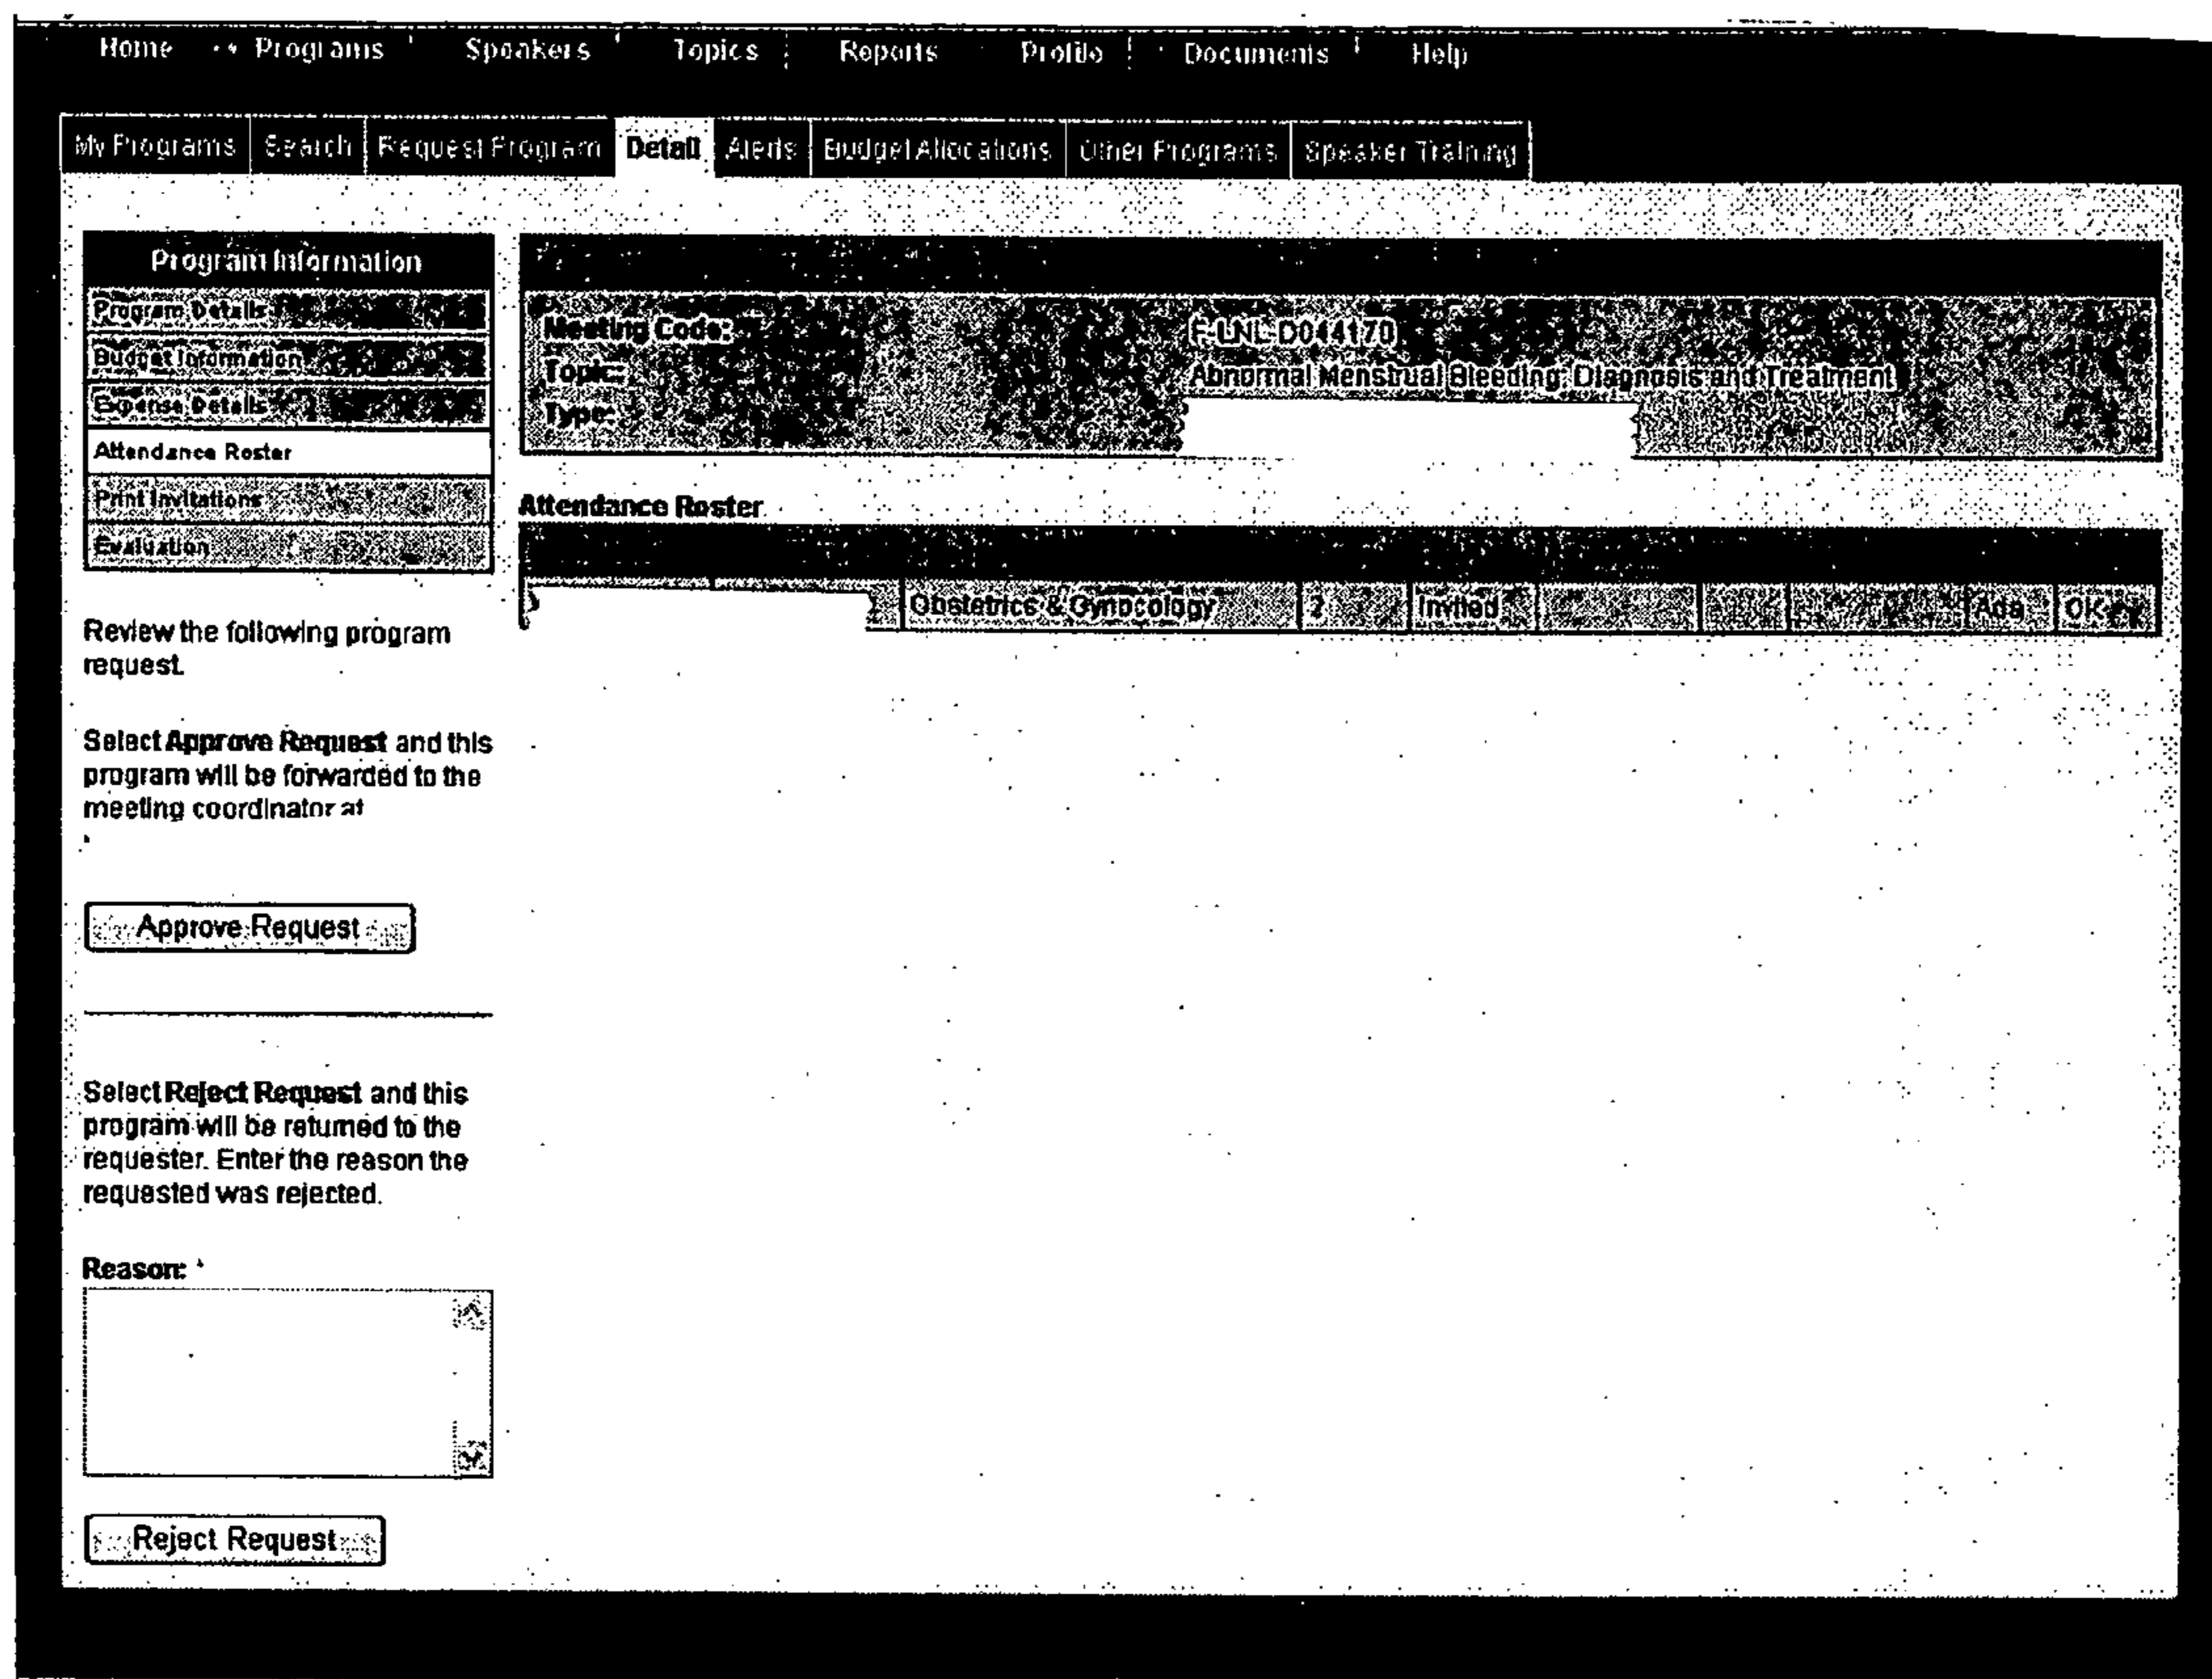 Home Programs Speakers Topics Reports Profile Documents Help
My Programs Search Request Program Detail Alerts Budget Allocations Other Programs Speaker Training
Program Information
Program Details
Budget Information
Expense Details
Attendance Roster
Print Invitations
Evaluation
Meeting Code: F-LNL-D044170
Topic: Abnormal Menstrual Bleeding: Diagnosis and Treatment
Type:
Attendance Roster
Obstetrics & Gynecology 2 Invited Ada OK
Review the following program
request.
Select Approve Request and this
program will be forwarded to the
meeting coordinator at
Approve Request
Select Reject Request and this
program will be returned to the
requester. Enter the reason the
requested was rejected.
Reason: *
Reject Request